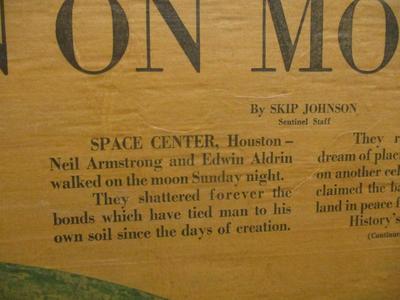 N ON MO
By SKIP JOHNSON
Sentinel Staff
SPACE CENTER, Houston —
Neil Armstrong and Edwin Aldrin
walked on the moon Sunday night.
They shattered forever the
bonds which have tied man to his
own soil since the days of creation.
They r
dream of plac
on another cel
claimed the ba
land in peace f
History's
(Continue